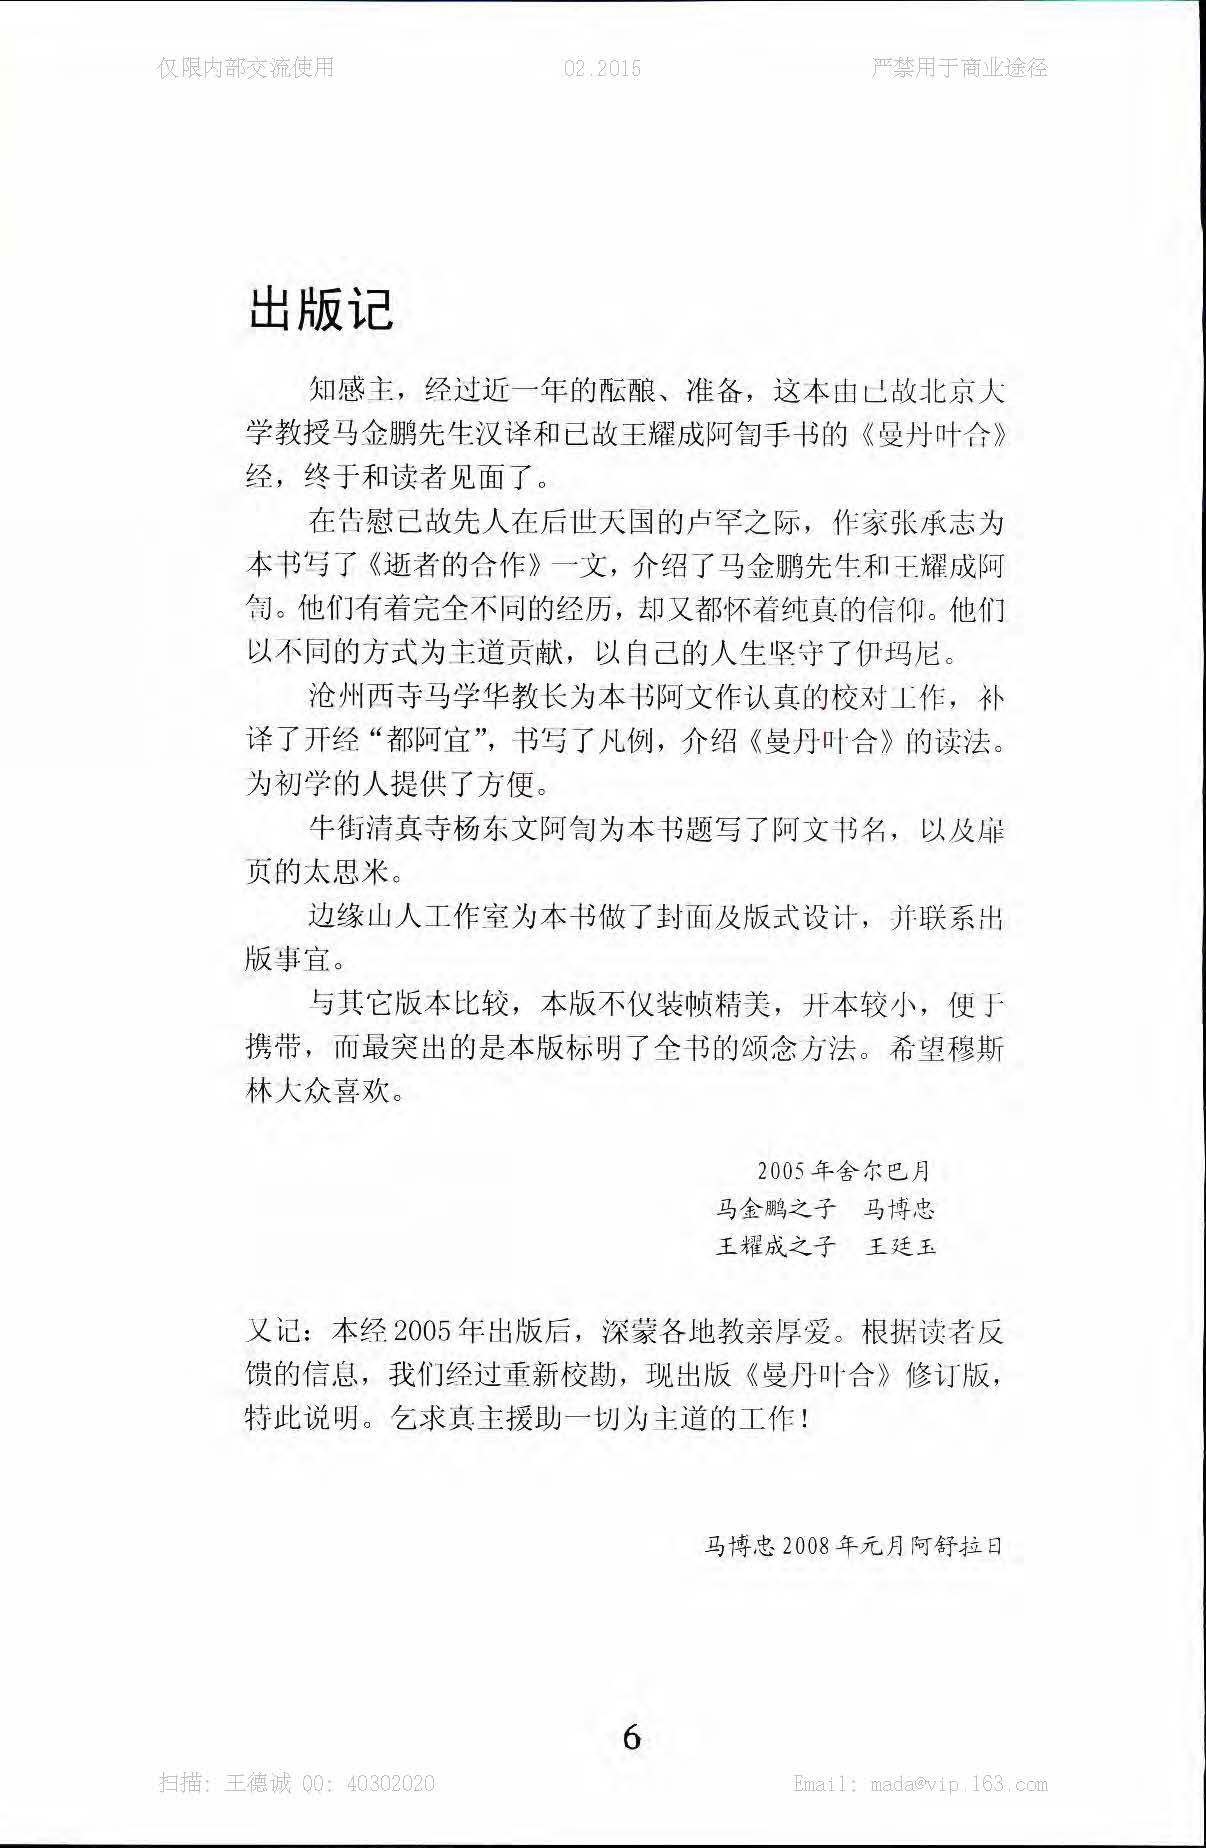 仅限内部交流使用 02.2015 严禁用于商业途径
出版记
知感主，经过近一年的酝酿、准备，这本由已故北京大
学教授马金鹏先生汉译和已故王耀成阿訇手书的《曼丹叶合》
经，终于和读者见面了。
在告慰已故先人在后世天国的卢罕之际，作家张承志为
本书写了《逝者的合作》一文，介绍了马金鹏先生和王耀成阿
訇。他们有着完全不同的经历，却又都怀着纯真的信仰。他们
以不同的方式为主道贡献，以自己的人生坚守了伊玛尼。
沧州西寺马学华教长为本书阿文作认真的校对工作，补
译了开经“都阿宜”，书写了凡例，介绍《曼丹叶合》的读法。
为初学的人提供了方便。
牛街清真寺杨东文阿訇为本书题写了阿文书名，以及扉
页的太思米。
边缘山人工作室为本书做了封面及版式设计，并联系出
版事宜。
与其它版本比较，本版不仅装帧精美，开本较小，便于
携带，而最突出的是本版标明了全书的颂念方法。希望穆斯
林大众喜欢。
2005年舍尔巴月
马金鹏之子 马博忠
王耀成之子 王廷玉
又记：本经2005年出版后，深蒙各地教亲厚爱。根据读者反
馈的信息，我们经过重新校勘，现出版《曼丹叶合》修订版，
特此说明。乞求真主援助一切为主道的工作！
马博忠2008年元月阿舒拉日
6
扫描：王德诚 QQ：40302020 Email：mada@vip.163.com